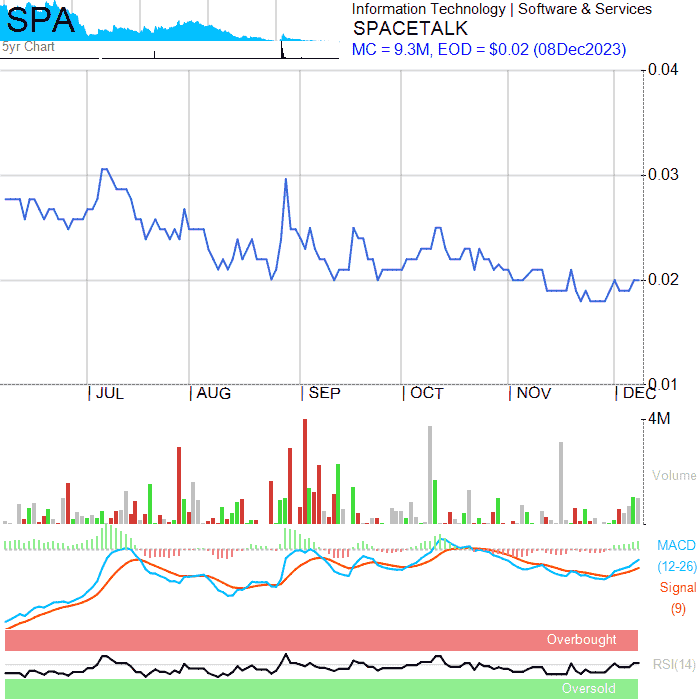 SPA
5yr Chart
Information Technology | Software & Services
SPACETALK
MC = 9.3M, EOD = $0.02 (08Dec2023)
0.04
0.03
0.02
0.01
JUL AUG SEP OCT NOV DEC
4M
Volume
MACD
(12-26)
Signal
(9)
Overbought
RSI(14)
Oversold